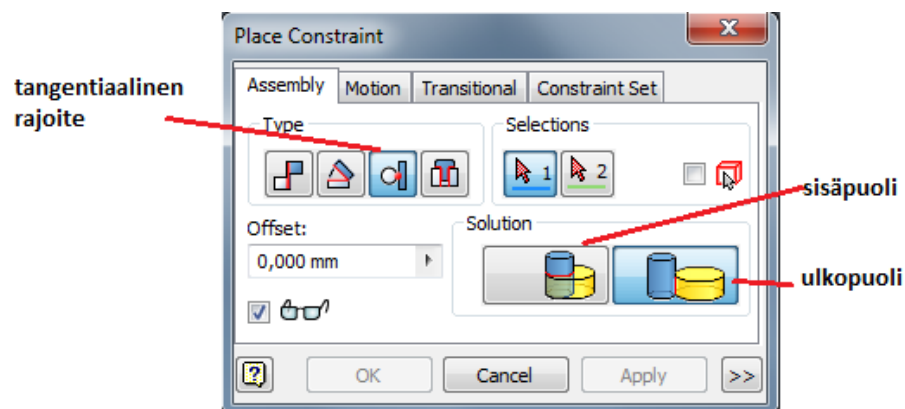 Place Constraint
x
tangentiaalinen
rajoite
Assembly Motion Transitional Constraint Set
Type
Selections
1 2
sisäpuoli
Offset:
Solution
0,000 mm
ulkopuoli
? OK Cancel Apply >>